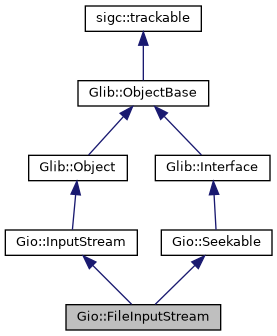 sigc::trackable
Glib::ObjectBase
Glib::Object
Glib::Interface
Gio::InputStream
Gio::Seekable
Gio::FileInputStream